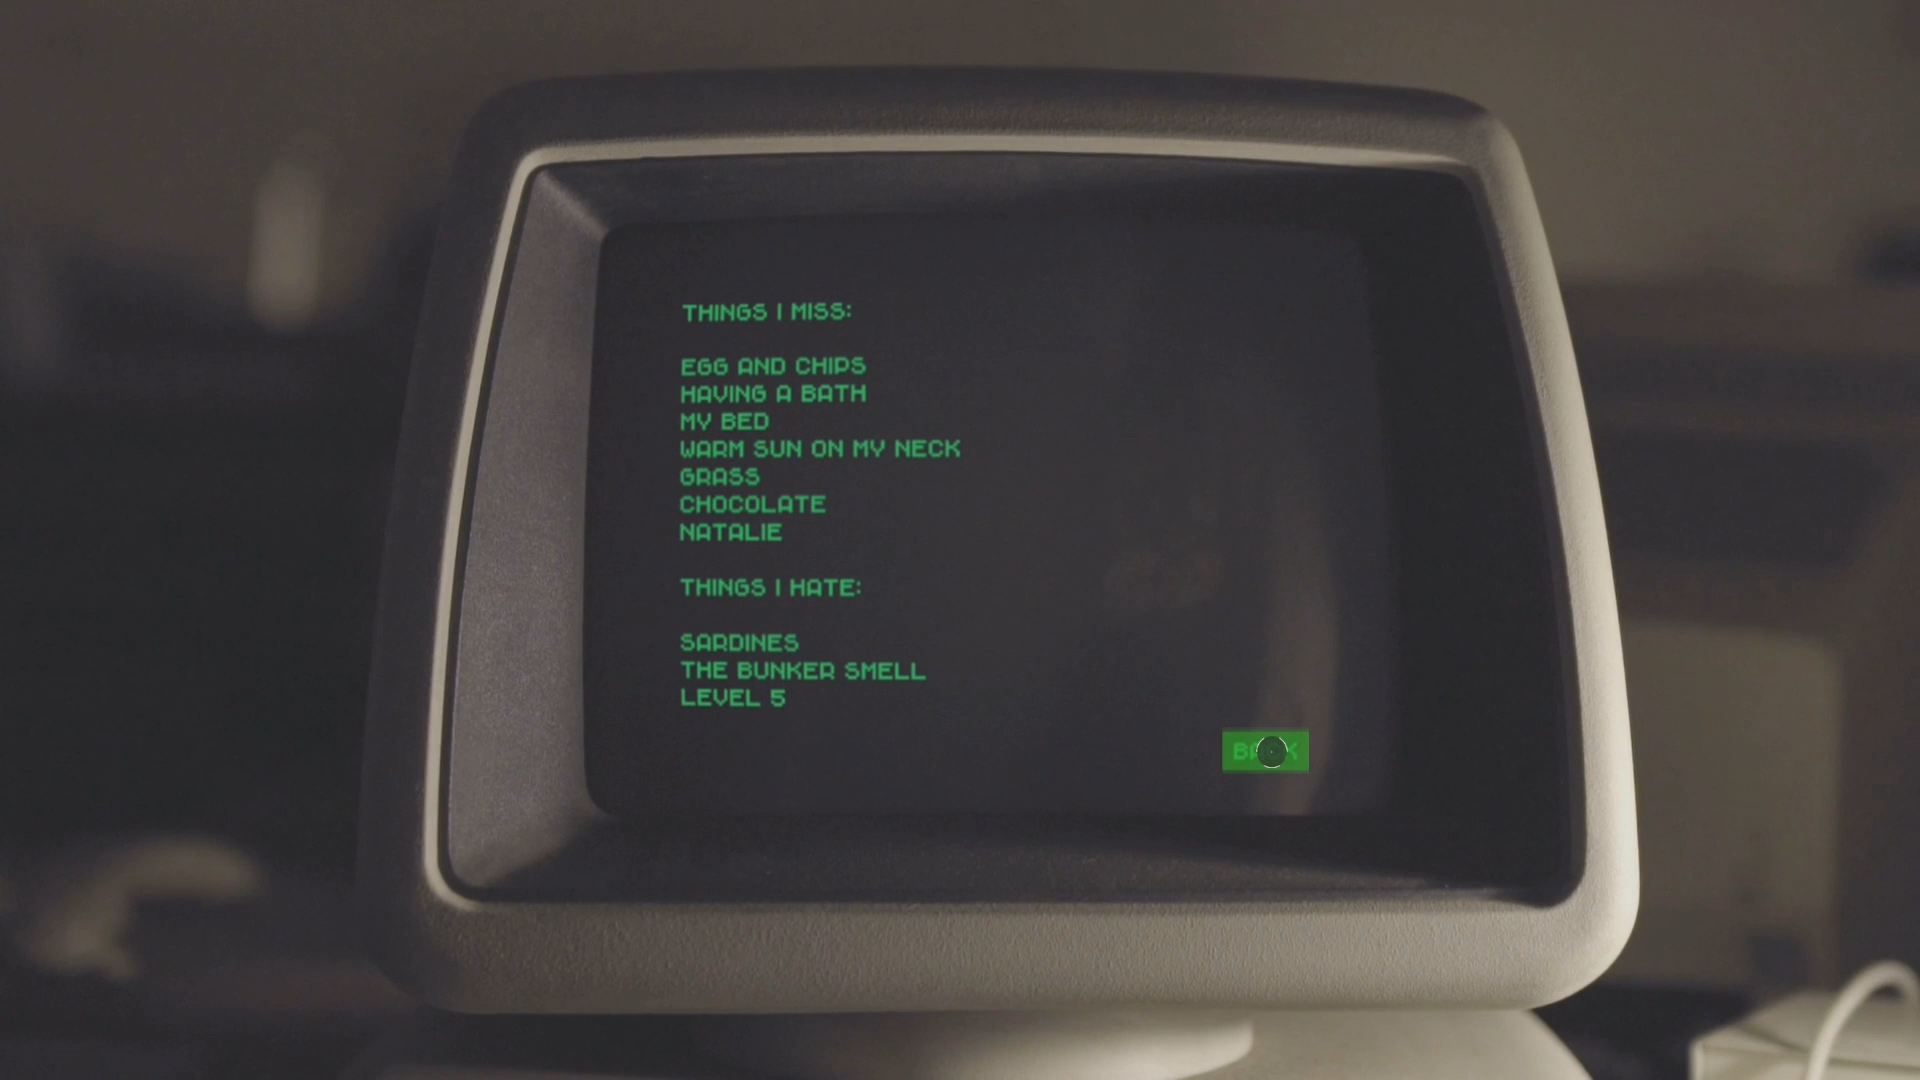 THINGS I MISS:
EGG AND CHIPS
HAVING A BATH
MY BED
WARM SUN ON MY NECK
GRASS
CHOCOLATE
NATALIE
THINGS I HATE:
SARDINES
THE BUNKER SMELL
LEVEL 5
BACK